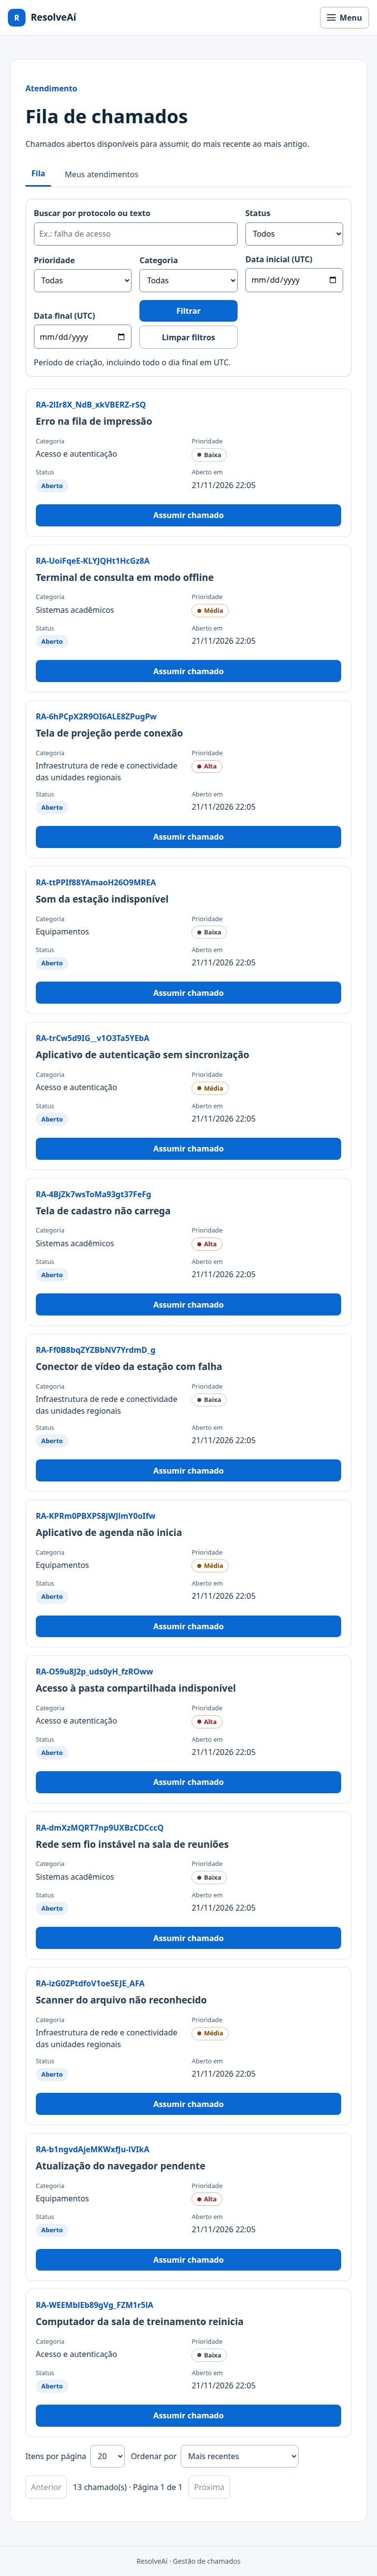 R ResolveAí Menu
Atendimento
Fila de chamados
Chamados abertos disponíveis para assumir, do mais recente ao mais antigo.
Fila Meus atendimentos
Buscar por protocolo ou texto Status
Ex.: falha de acesso Todos
Prioridade Categoria Data inicial (UTC)
Todas Todas mm/dd/yyyy
Data final (UTC) Filtrar
mm/dd/yyyy Limpar filtros
Período de criação, incluindo todo o dia final em UTC.
RA-2lIr8X_NdB_xkVBERZ-rSQ
Erro na fila de impressão
Categoria Prioridade
Acesso e autenticação Baixa
Status Aberto em
Aberto 21/11/2026 22:05
Assumir chamado
RA-UoiFqeE-KLYJQHt1HcGz8A
Terminal de consulta em modo offline
Categoria Prioridade
Sistemas acadêmicos Média
Status Aberto em
Aberto 21/11/2026 22:05
Assumir chamado
RA-6hPCpX2R9OI6ALE8ZPugPw
Tela de projeção perde conexão
Categoria Prioridade
Infraestrutura de rede e conectividade Alta
das unidades regionais
Status Aberto em
Aberto 21/11/2026 22:05
Assumir chamado
RA-ttPPIf88YAmaoH26O9MREA
Som da estação indisponível
Categoria Prioridade
Equipamentos Baixa
Status Aberto em
Aberto 21/11/2026 22:05
Assumir chamado
RA-trCw5d9IG__v1O3Ta5YEbA
Aplicativo de autenticação sem sincronização
Categoria Prioridade
Acesso e autenticação Média
Status Aberto em
Aberto 21/11/2026 22:05
Assumir chamado
RA-4BJZk7wsToMa93gt37FeFg
Tela de cadastro não carrega
Categoria Prioridade
Sistemas acadêmicos Alta
Status Aberto em
Aberto 21/11/2026 22:05
Assumir chamado
RA-Ff0B8bqZYZBbNV7YrdmD_g
Conector de vídeo da estação com falha
Categoria Prioridade
Infraestrutura de rede e conectividade Baixa
das unidades regionais
Status Aberto em
Aberto 21/11/2026 22:05
Assumir chamado
RA-KPRm0PBXPS8jWJlmY0oIfw
Aplicativo de agenda não inicia
Categoria Prioridade
Equipamentos Média
Status Aberto em
Aberto 21/11/2026 22:05
Assumir chamado
RA-O59u8J2p_uds0yH_fzROww
Acesso à pasta compartilhada indisponível
Categoria Prioridade
Acesso e autenticação Alta
Status Aberto em
Aberto 21/11/2026 22:05
Assumir chamado
RA-dmXzMQRT7np9UXBzCDCccQ
Rede sem fio instável na sala de reuniões
Categoria Prioridade
Sistemas acadêmicos Baixa
Status Aberto em
Aberto 21/11/2026 22:05
Assumir chamado
RA-izG0ZPtdfoV1oeSEJE_AFA
Scanner do arquivo não reconhecido
Categoria Prioridade
Infraestrutura de rede e conectividade Média
das unidades regionais
Status Aberto em
Aberto 21/11/2026 22:05
Assumir chamado
RA-b1ngvdAjeMKWxfJu-lVIkA
Atualização do navegador pendente
Categoria Prioridade
Equipamentos Alta
Status Aberto em
Aberto 21/11/2026 22:05
Assumir chamado
RA-WEEMblEb89gVg_FZM1r5lA
Computador da sala de treinamento reinicia
Categoria Prioridade
Acesso e autenticação Baixa
Status Aberto em
Aberto 21/11/2026 22:05
Assumir chamado
Itens por página 20 Ordenar por Mais recentes
Anterior 13 chamado(s) · Página 1 de 1 Próxima
ResolveAí · Gestão de chamados